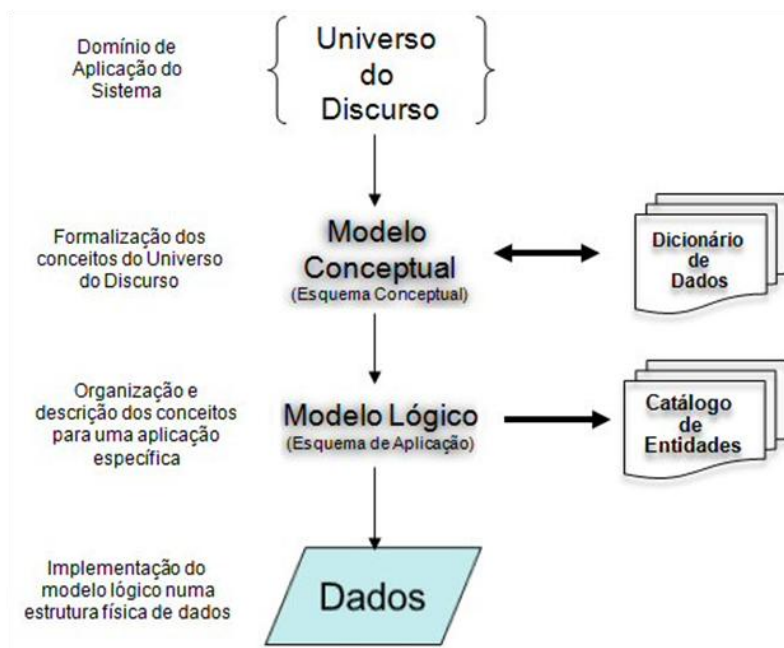 Domínio de
Aplicação do
Sistema
Universo
do
Discurso
Formalização dos
conceitos do Universo
do Discurso
Modelo
Conceptual
(Esquema Conceptual)
Dicionário
de
Dados
Organização e
descrição dos conceitos
para uma aplicação
específica
Modelo Lógico
(Esquema de Aplicação)
Catálogo
de
Entidades
Implementação do
modelo lógico numa
estrutura física de dados
Dados